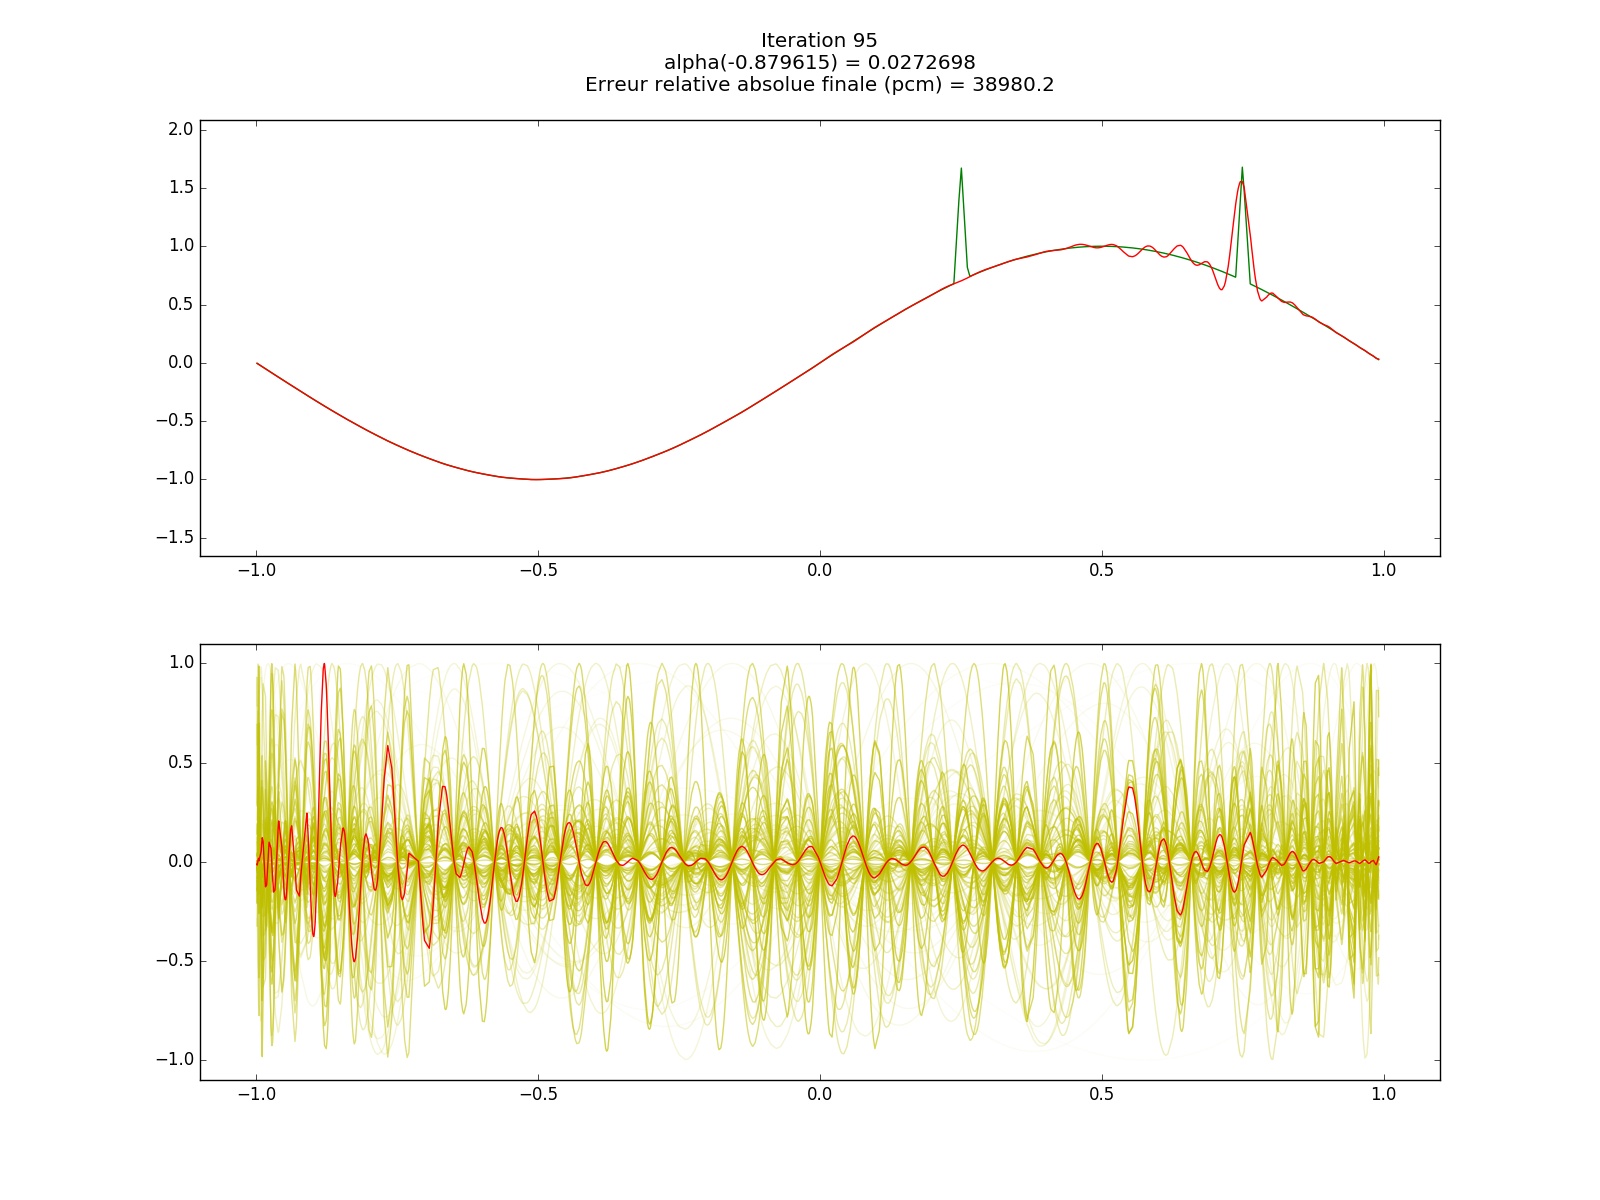 Iteration 95
alpha(-0.879615) = 0.0272698
Erreur relative absolue finale (pcm) = 38980.2
2.0
1.5
1.0
0.5
0.0
−0.5
−1.0
−1.5
−1.0 −0.5 0.0 0.5 1.0
1.0
0.5
0.0
−0.5
−1.0
−1.0 −0.5 0.0 0.5 1.0